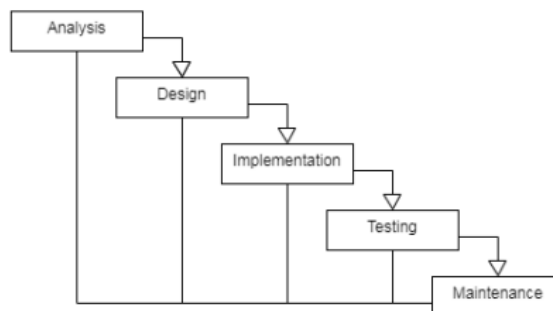 Analysis
Design
Implementation
Testing
Maintenance